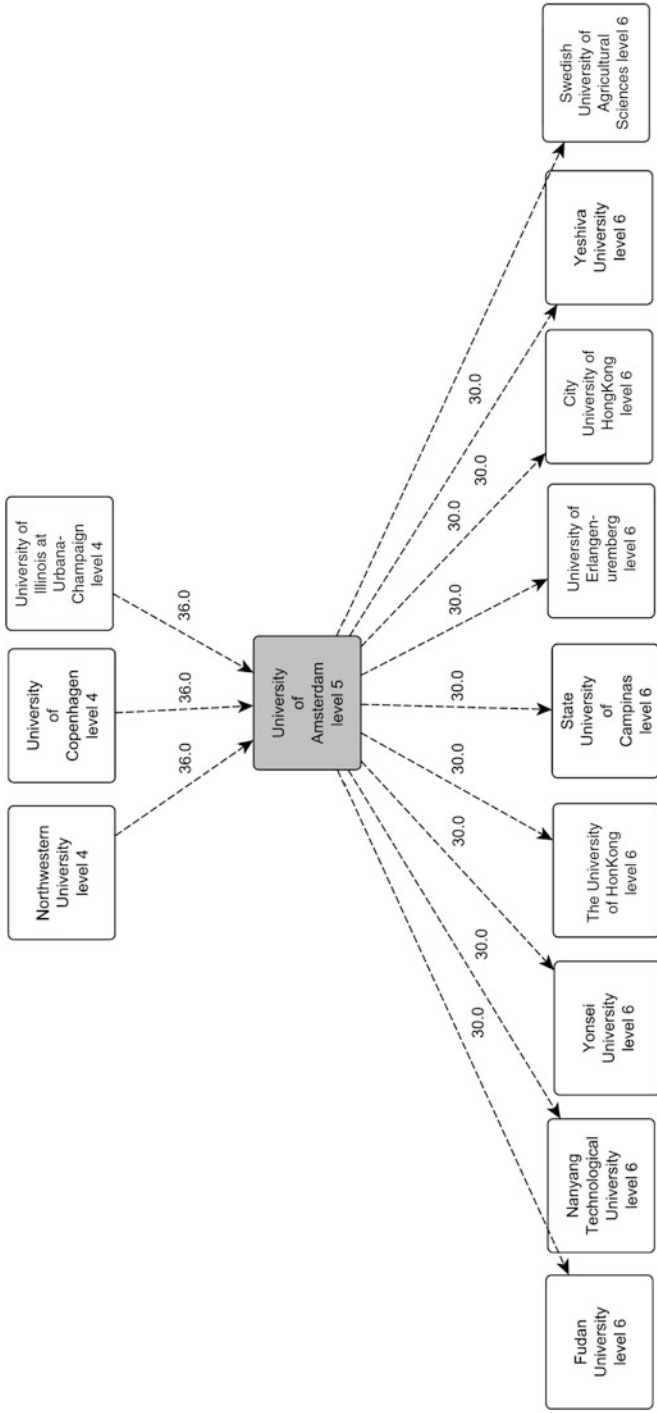 Northwestern
University
level 4
University
of
Copenhagen
level 4
University of
Illinois at
Urbana-
Champaign
level 4
36.0
36.0
36.0
University
of
Amsterdam
level 5
30.0
30.0
30.0
30.0
30.0
30.0
30.0
30.0
30.0
Fudan
University
level 6
Nanyang
Technological
University
level 6
Yonsei
University
level 6
The University
of HonKong
level 6
State
University
of
Campinas
level 6
University of
Erlangen-
uremberg
level 6
City
University of
HongKong
level 6
Yeshiva
University
level 6
Swedish
University of
Agricultural
Sciences level 6